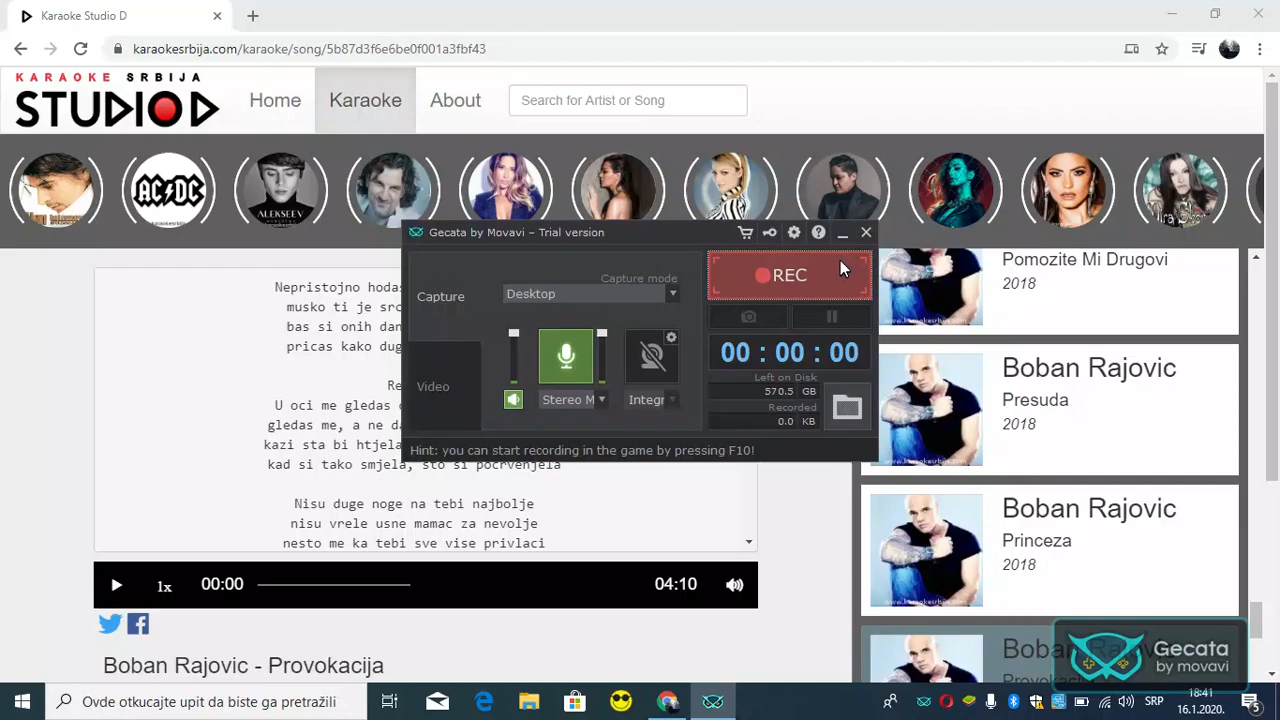 Karaoke Studio D
karaokesrbija.com/karaoke/song/5b87d3f6e6be0f001a3fbf43
KARAOKE SRBIJA
STUDIO D
Home
Karaoke
About
Search for Artist or Song
AC/DC
ALEKSEEV
Gecata by Movavi – Trial version
Capture mode
Capture
Desktop
REC
00 : 00 : 00
Left on Disk
570.5 GB
Recorded
0.0 KB
Video
Stereo M
Integr
Hint: you can start recording in the game by pressing F10!
Nepristojno hodas
musko ti je src
bas si onih dan
pricas kako dug
Re
U oci me gledas
gledas me, a ne da
kazi sta bi htjela
kad si tako smjela, sto si pocrvenjela
Nisu duge noge na tebi najbolje
nisu vrele usne mamac za nevolje
nesto me ka tebi sve vise privlaci
1x
00:00
04:10
Boban Rajovic - Provokacija
Pomozite Mi Drugovi
2018
Boban Rajovic
Presuda
2018
Boban Rajovic
Princeza
2018
Gecata
by movavi
Ovde otkucajte upit da biste ga pretražili
SRP
18:41
16.1.2020.
5